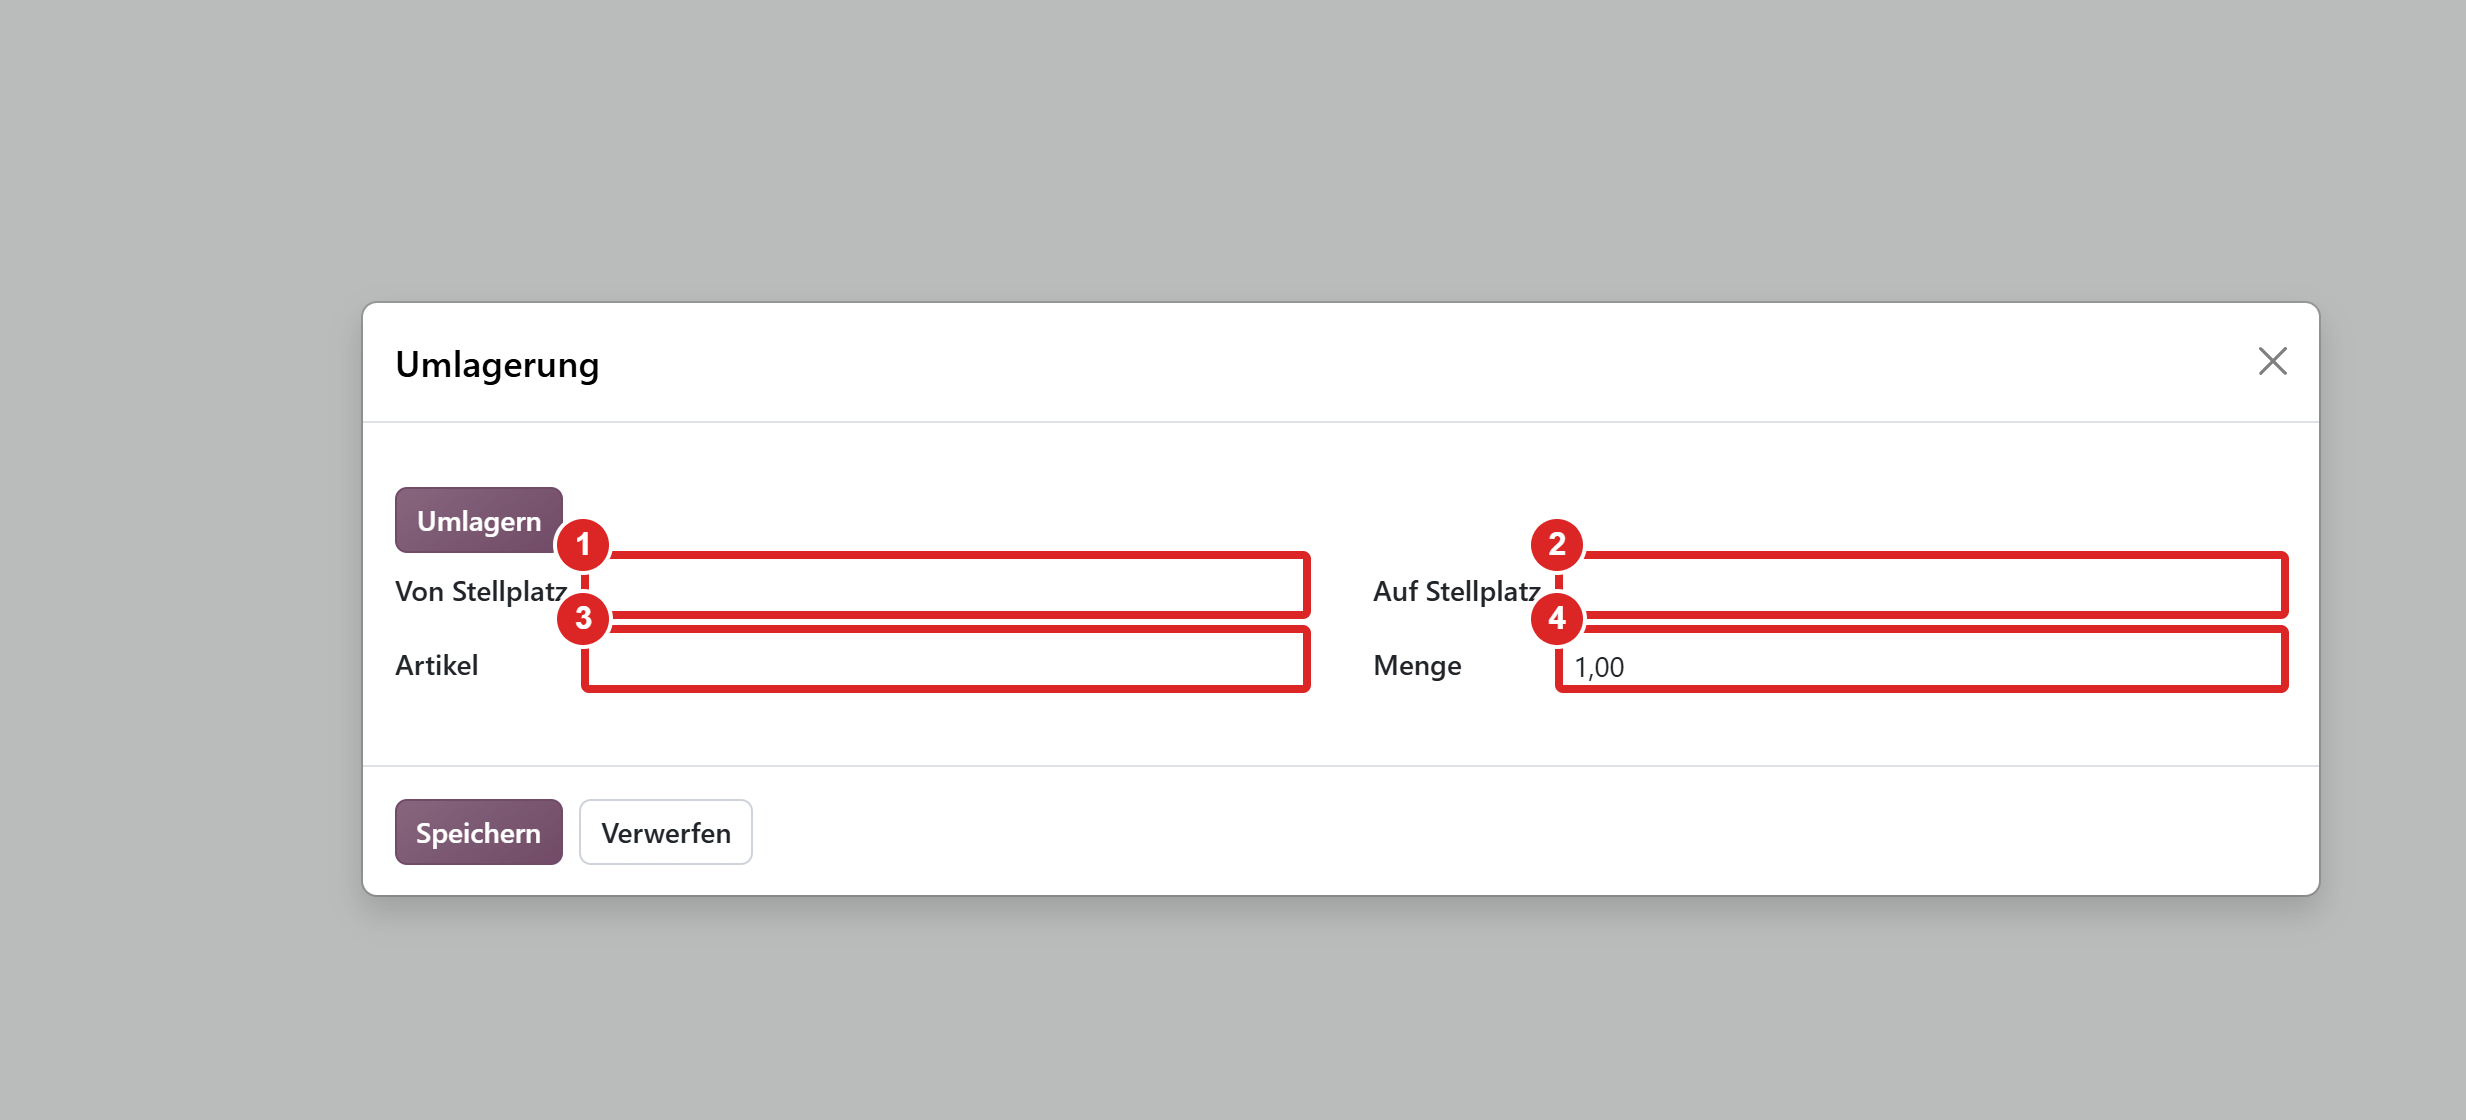 Umlagerung
Umlagern
1
2
Von Stellplatz
Auf Stellplatz
3
4
Artikel
Menge
1,00
Speichern
Verwerfen